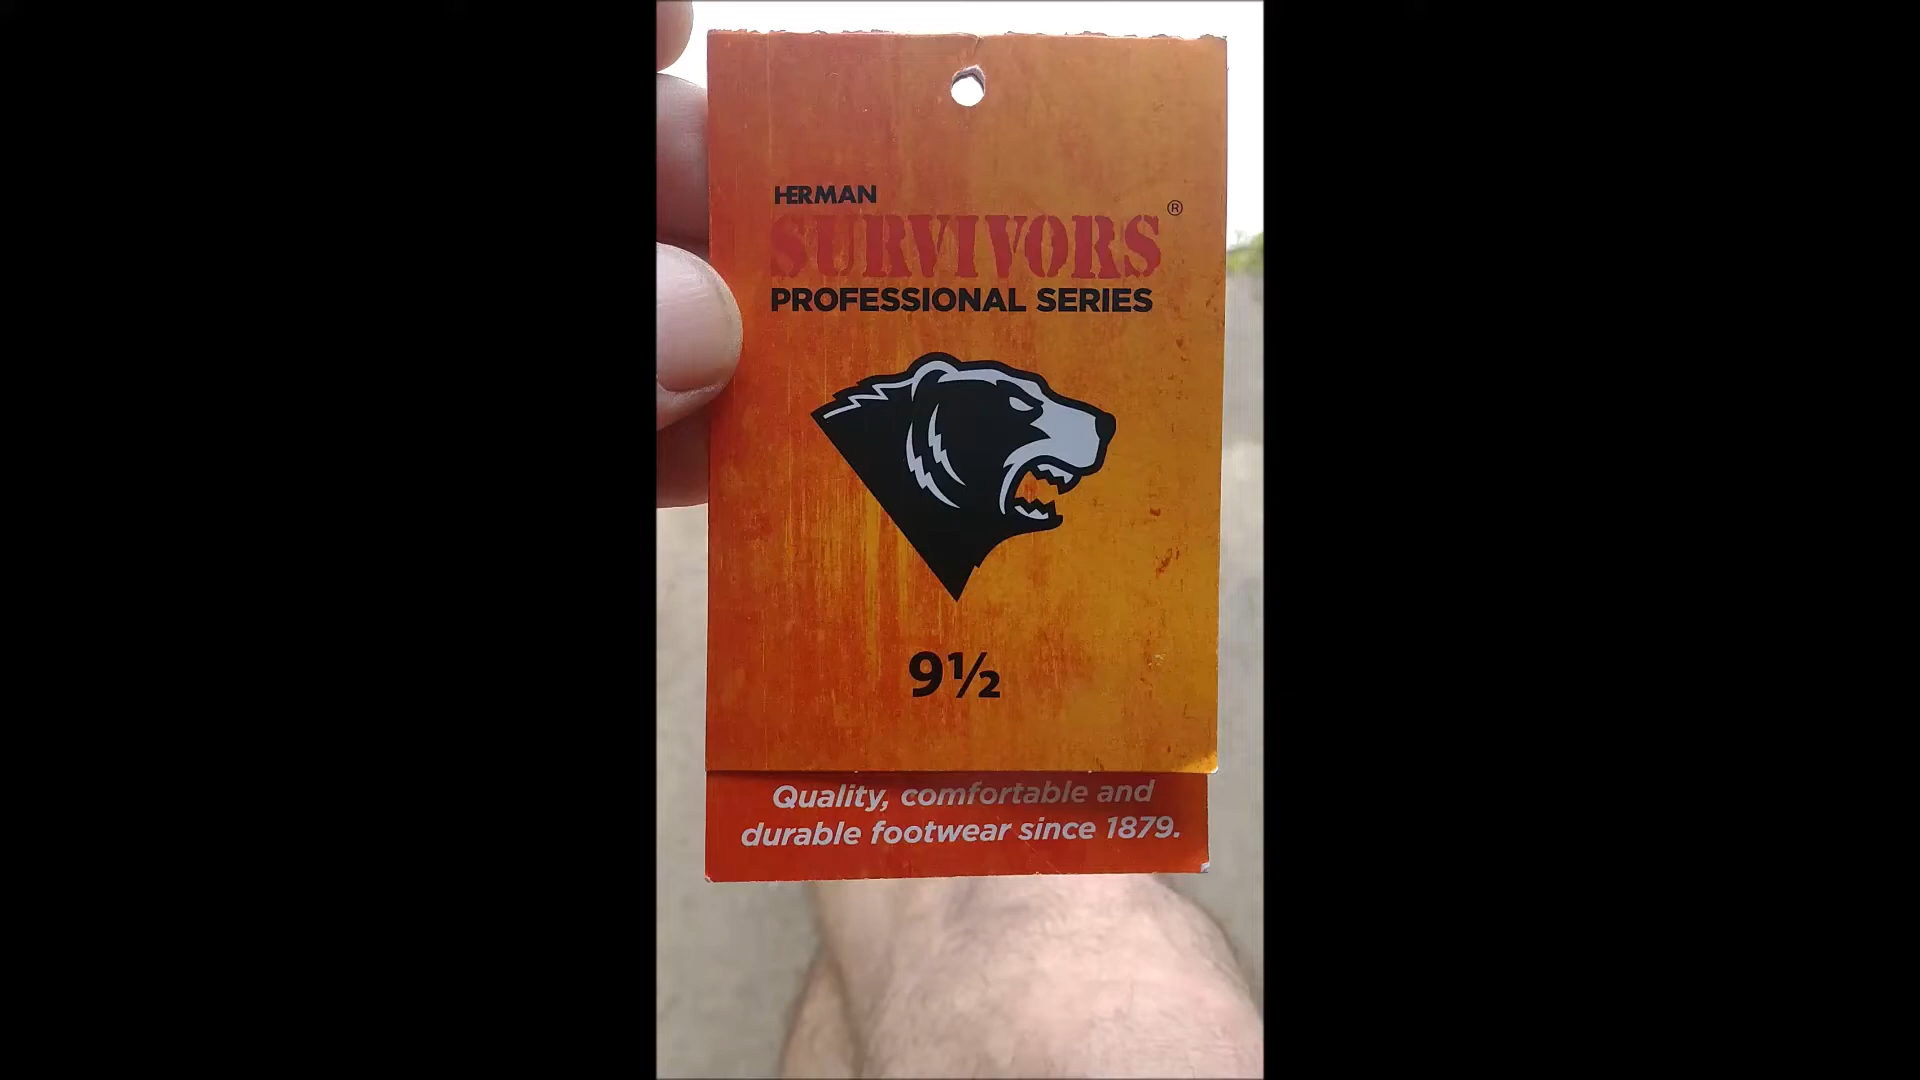 HERMAN
SURVIVORS®
PROFESSIONAL SERIES
9½
Quality, comfortable and
durable footwear since 1879.